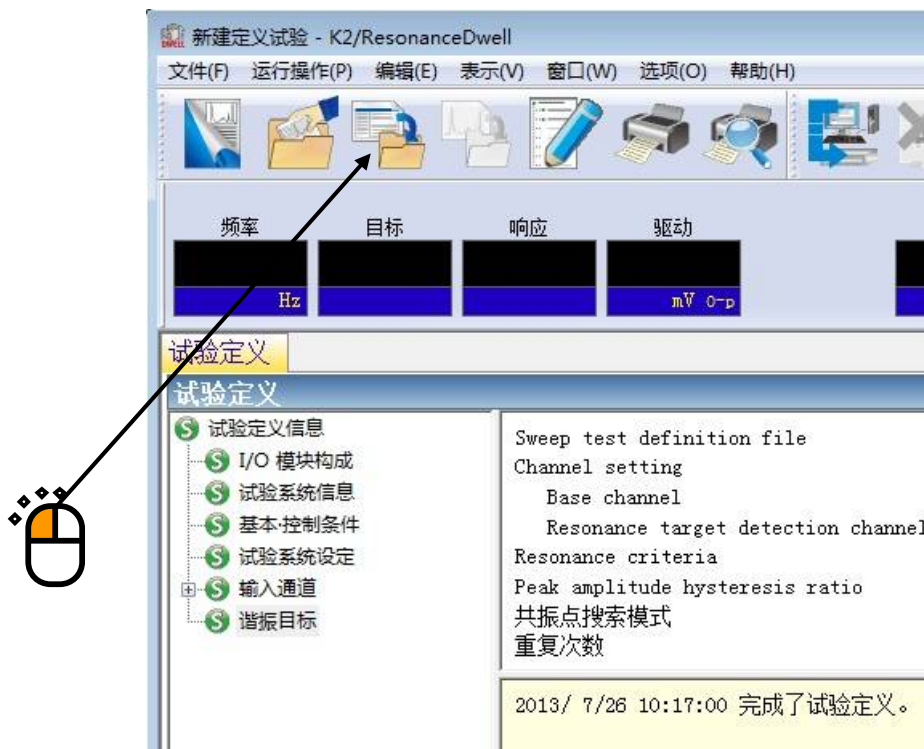 新建定义试验 - K2/ResonanceDwell
文件(F) 运行操作(P) 编辑(E) 表示(V) 窗口(W) 选项(O) 帮助(H)
频率 目标 响应 驱动
Hz mV 0-p
试验定义
试验定义
试验定义信息
I/O 模块构成
试验系统信息
基本·控制条件
试验系统设定
输入通道
谐振目标
Sweep test definition file
Channel setting
Base channel
Resonance target detection channel
Resonance criteria
Peak amplitude hysteresis ratio
共振点搜索模式
重复次数
2013/ 7/26 10:17:00 完成了试验定义。